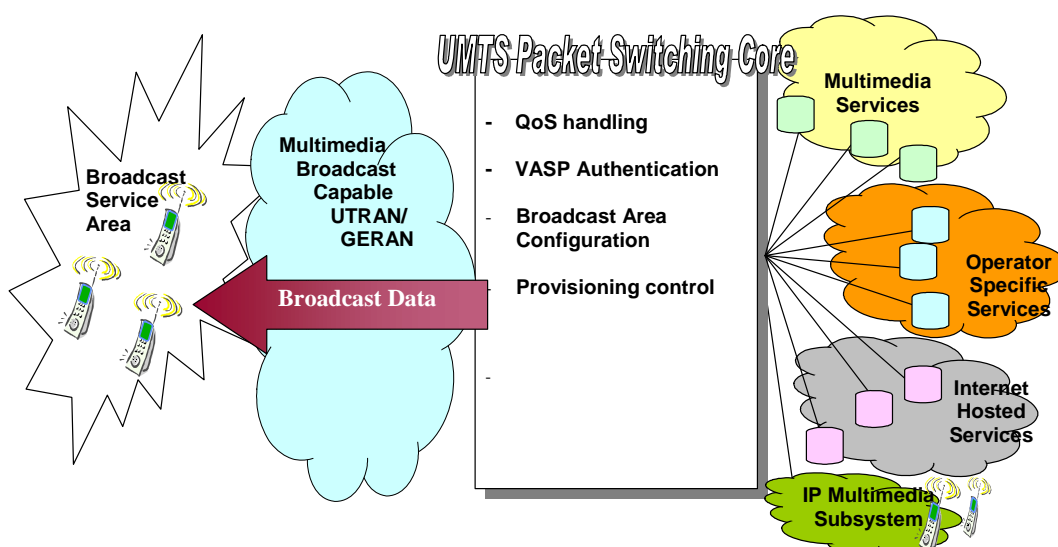 UMTS Packet Switching Core
Broadcast
Service
Area
Multimedia
Broadcast
Capable
UTRAN/
GERAN
Broadcast Data
- QoS handling
- VASP Authentication
- Broadcast Area
Configuration
- Provisioning control
-
Multimedia
Services
Operator
Specific
Services
Internet
Hosted
Services
IP Multimedia
Subsystem